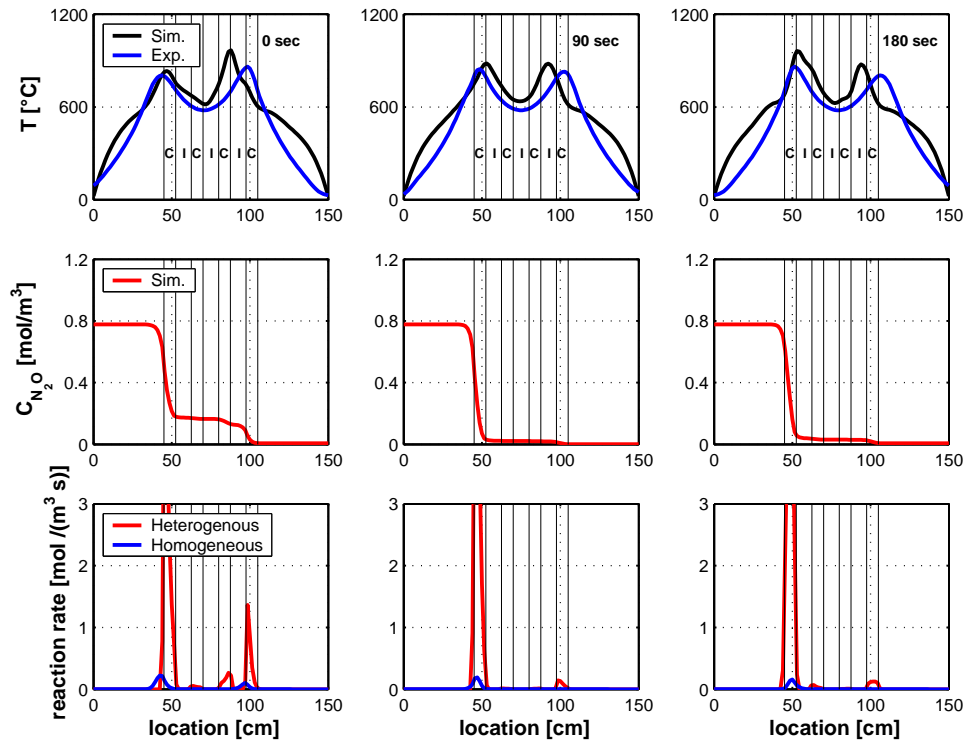 T [°C]
1200
600
0
Sim.
Exp.
0 sec
C I C I C I C
0 50 100 150
1200
600
0
90 sec
C I C I C I C
0 50 100 150
1200
600
0
180 sec
C I C I C I C
0 50 100 150
C_N2O [mol/m³]
1.2
0.8
0.4
0
Sim.
0 50 100 150
1.2
0.8
0.4
0
0 50 100 150
1.2
0.8
0.4
0
0 50 100 150
reaction rate [mol /(m³ s)]
3
2
1
0
Heterogenous
Homogeneous
0 50 100 150
location [cm]
3
2
1
0
0 50 100 150
location [cm]
3
2
1
0
0 50 100 150
location [cm]